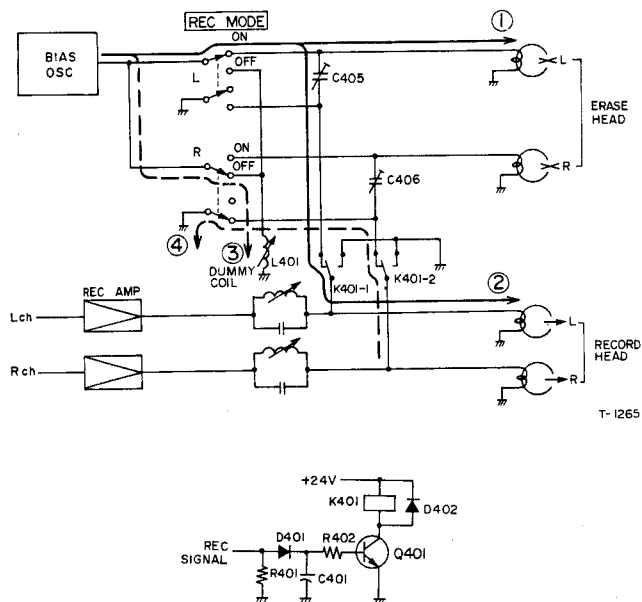 REC MODE
①
ON
BIAS
OSC
OFF
L
C405
L
ERASE
HEAD
R
ON
OFF
R
C406
④
③
DUMMY
COIL
L401
K401-1
K401-2
REC AMP
②
Lch
L
RECORD
HEAD
Rch
R
T-1265
+24V
K401
D402
D401
R402
REC
SIGNAL
Q401
R401
C401